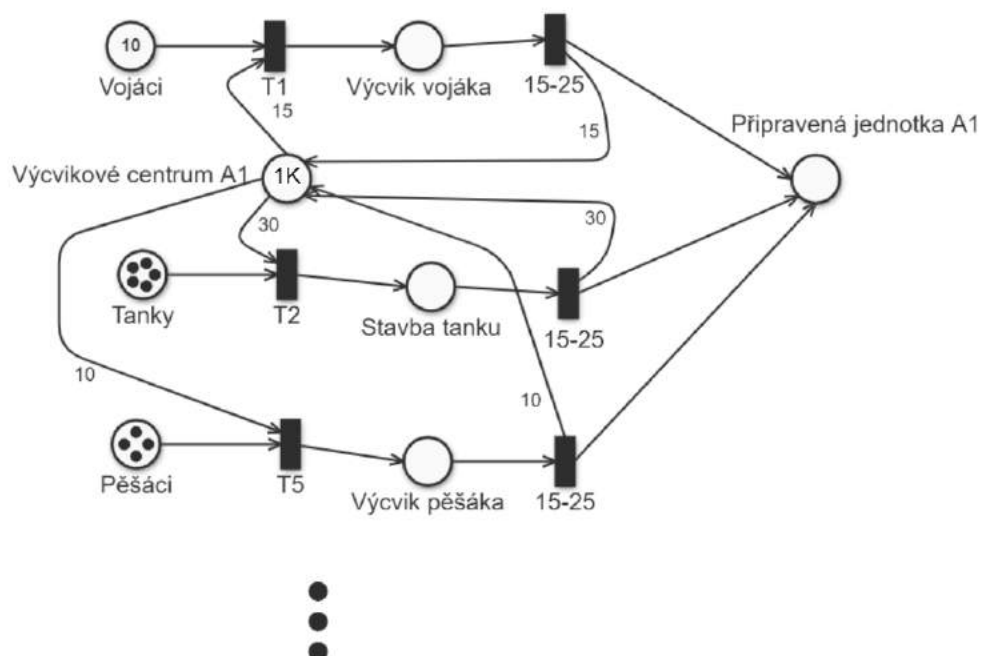 10
Vojáci
T1
Výcvik vojáka
15-25
15
15
Připravená jednotka A1
Výcvikové centrum A1
1K
30
30
Tanky
T2
Stavba tanku
15-25
10
10
Pěšáci
T5
Výcvik pěšáka
15-25